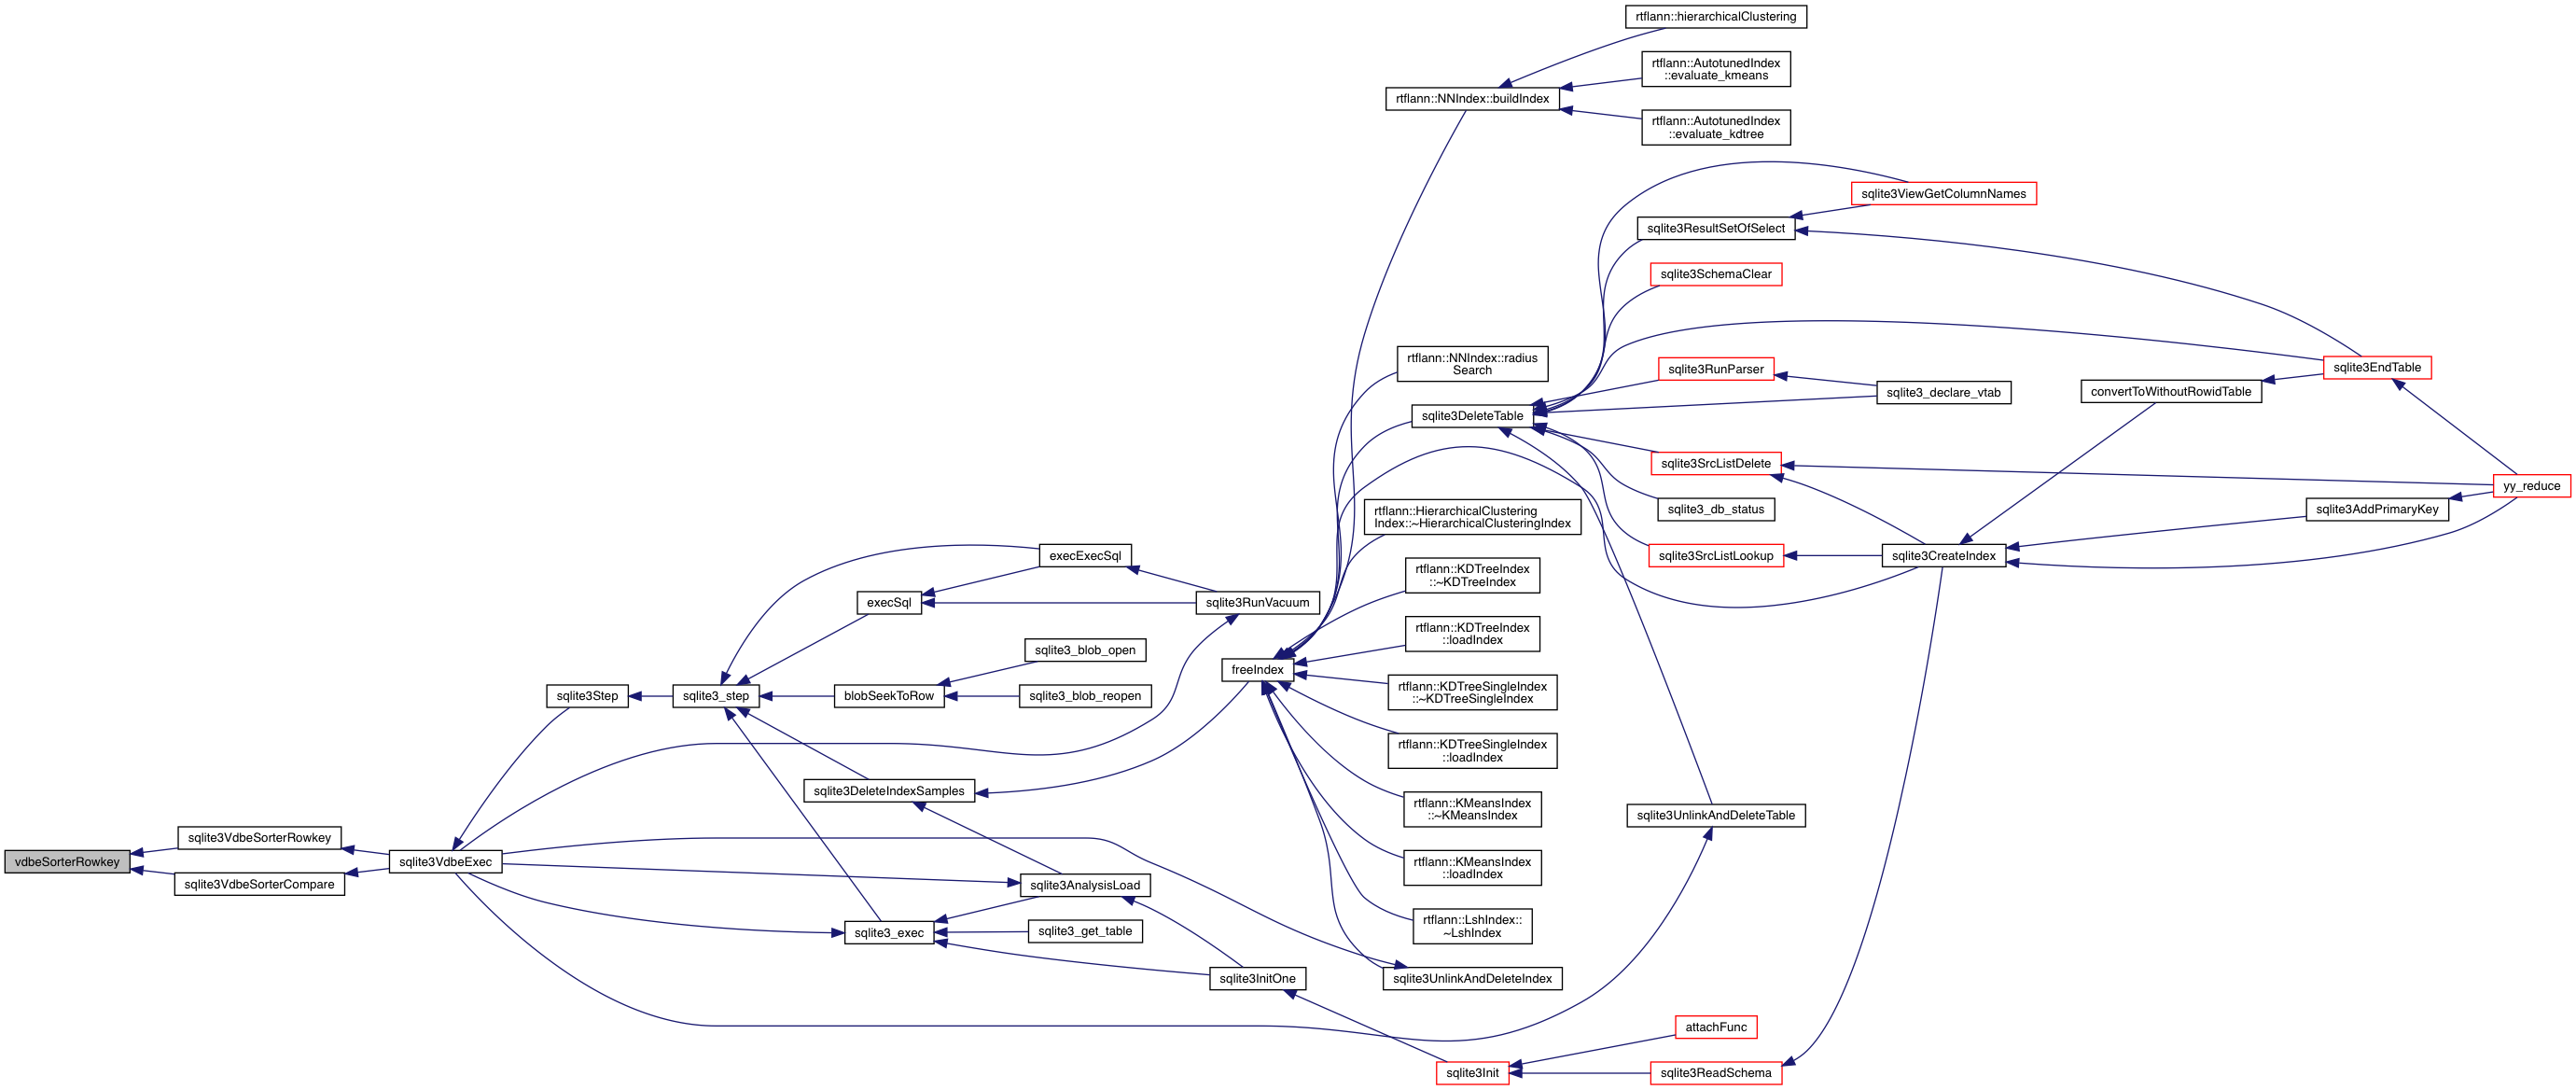 rtflann::hierarchicalClustering
rtflann::AutotunedIndex
::evaluate_kmeans
rtflann::NNIndex::buildIndex
rtflann::AutotunedIndex
::evaluate_kdtree
sqlite3ViewGetColumnNames
sqlite3ResultSetOfSelect
sqlite3SchemaClear
rtflann::NNIndex::radius
Search
sqlite3RunParser
sqlite3EndTable
sqlite3_declare_vtab
convertToWithoutRowidTable
sqlite3DeleteTable
sqlite3SrcListDelete
yy_reduce
sqlite3_db_status
sqlite3AddPrimaryKey
rtflann::HierarchicalClustering
Index::~HierarchicalClusteringIndex
sqlite3SrcListLookup
sqlite3CreateIndex
execExecSql
rtflann::KDTreeIndex
::~KDTreeIndex
execSql
sqlite3RunVacuum
rtflann::KDTreeIndex
::loadIndex
sqlite3_blob_open
freeIndex
sqlite3Step
sqlite3_step
blobSeekToRow
sqlite3_blob_reopen
rtflann::KDTreeSingleIndex
::~KDTreeSingleIndex
rtflann::KDTreeSingleIndex
::loadIndex
sqlite3DeleteIndexSamples
rtflann::KMeansIndex
::~KMeansIndex
sqlite3UnlinkAndDeleteTable
sqlite3VdbeSorterRowkey
vdbeSorterRowkey
sqlite3VdbeExec
sqlite3VdbeSorterCompare
rtflann::KMeansIndex
::loadIndex
sqlite3AnalysisLoad
sqlite3_exec
sqlite3_get_table
rtflann::LshIndex::
~LshIndex
sqlite3InitOne
sqlite3UnlinkAndDeleteIndex
attachFunc
sqlite3Init
sqlite3ReadSchema